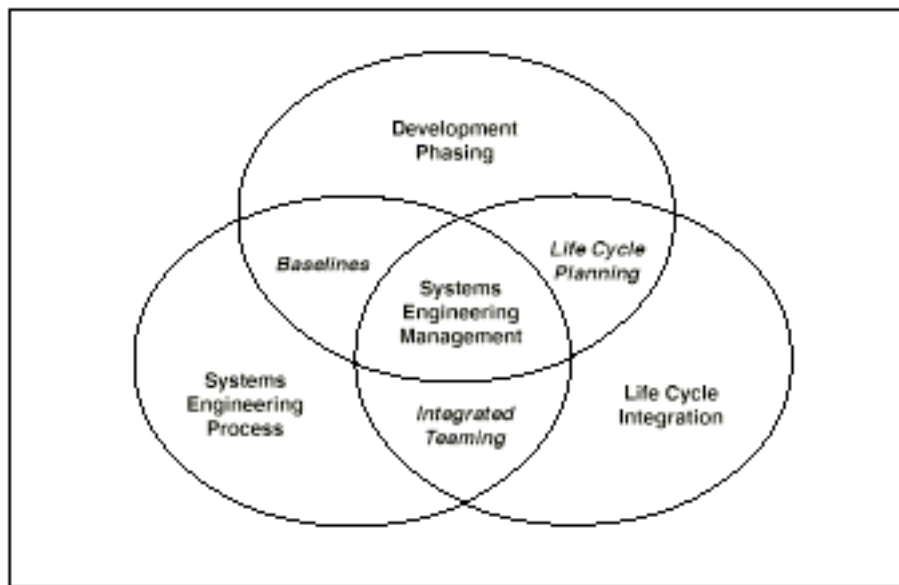 Development
Phasing
Baselines
Life Cycle
Planning
Systems
Engineering
Management
Systems
Engineering
Process
Integrated
Teaming
Life Cycle
Integration